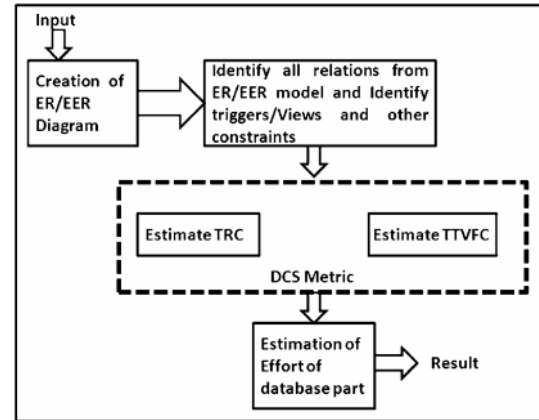 Input
Creation of
ER/EER
Diagram
Identify all relations from
ER/EER model and Identify
triggers/Views and other
constraints
Estimate TRC
Estimate TTVFC
DCS Metric
Estimation of
Effort of
database part
Result